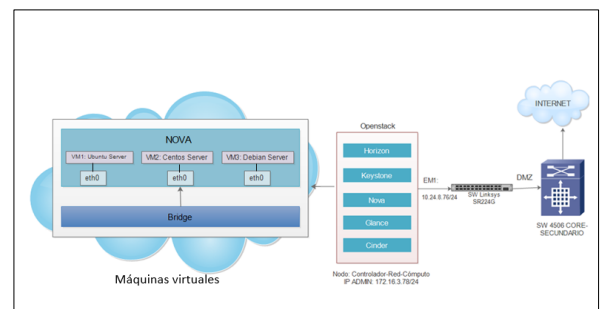 NOVA
VM1: Ubuntu Server
VM2: Centos Server
VM3: Debian Server
eth0
eth0
eth0
Bridge
Máquinas virtuales
Openstack
Horizon
Keystone
Nova
Glance
Cinder
Nodo: Controlador-Red-Cómputo
IP ADMIN: 172.16.3.78/24
EM1:
10.24.8.76/24
SW Linksys
SR224G
DMZ
INTERNET
SW 4506 CORE-
SECUNDARIO